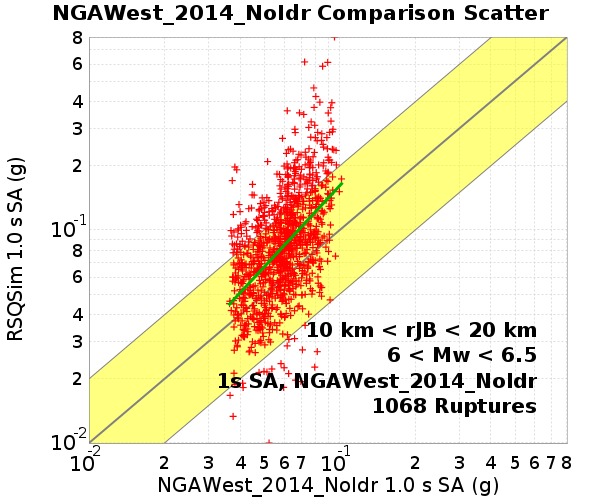 NGAWest_2014_NoIdr Comparison Scatter
8
6
4
3
2
10-1
8
6
4
3
2
10-2
RSQSim 1.0 s SA (g)
10 km < rJB < 20 km
6 < Mw < 6.5
1s SA, NGAWest_2014_NoIdr
1068 Ruptures
10-2 2 3 4 5 6 7 10-1 2 3 4 5 6 7 8
NGAWest_2014_NoIdr 1.0 s SA (g)